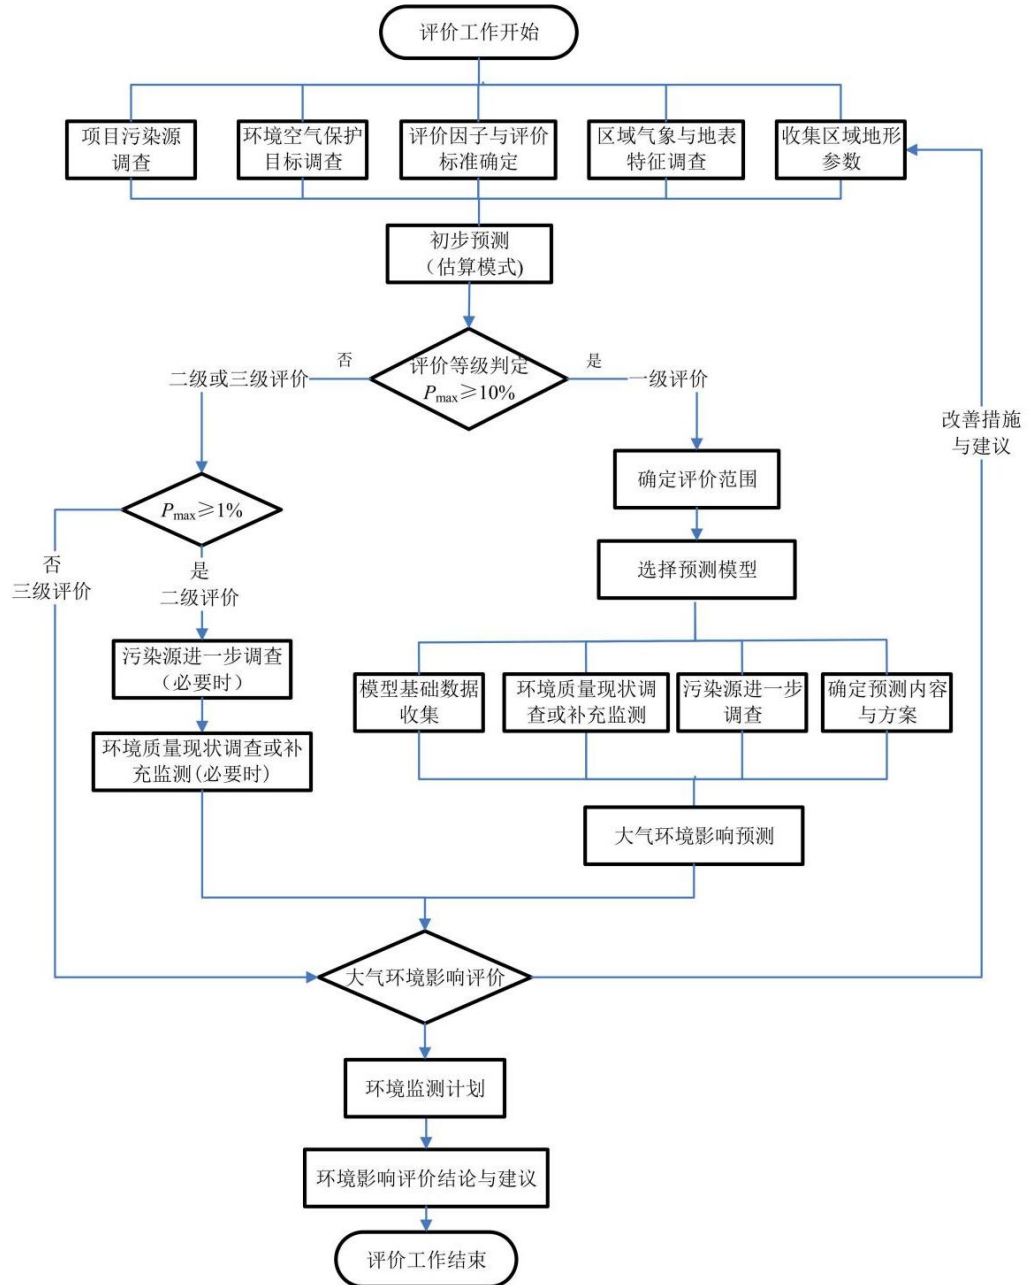 评价工作开始
项目污染源
调查
环境空气保护
目标调查
评价因子与评价
标准确定
区域气象与地表
特征调查
收集区域地形
参数
初步预测
（估算模式)
否
评价等级判定
Pmax≥10%
是
二级或三级评价
一级评价
改善措施
与建议
确定评价范围
Pmax≥1%
否
三级评价
是
二级评价
选择预测模型
污染源进一步调查
（必要时）
模型基础数据
收集
环境质量现状调
查或补充监测
污染源进一步
调查
确定预测内容
与方案
环境质量现状调查或补
充监测(必要时)
大气环境影响预测
大气环境影响评价
环境监测计划
环境影响评价结论与建议
评价工作结束